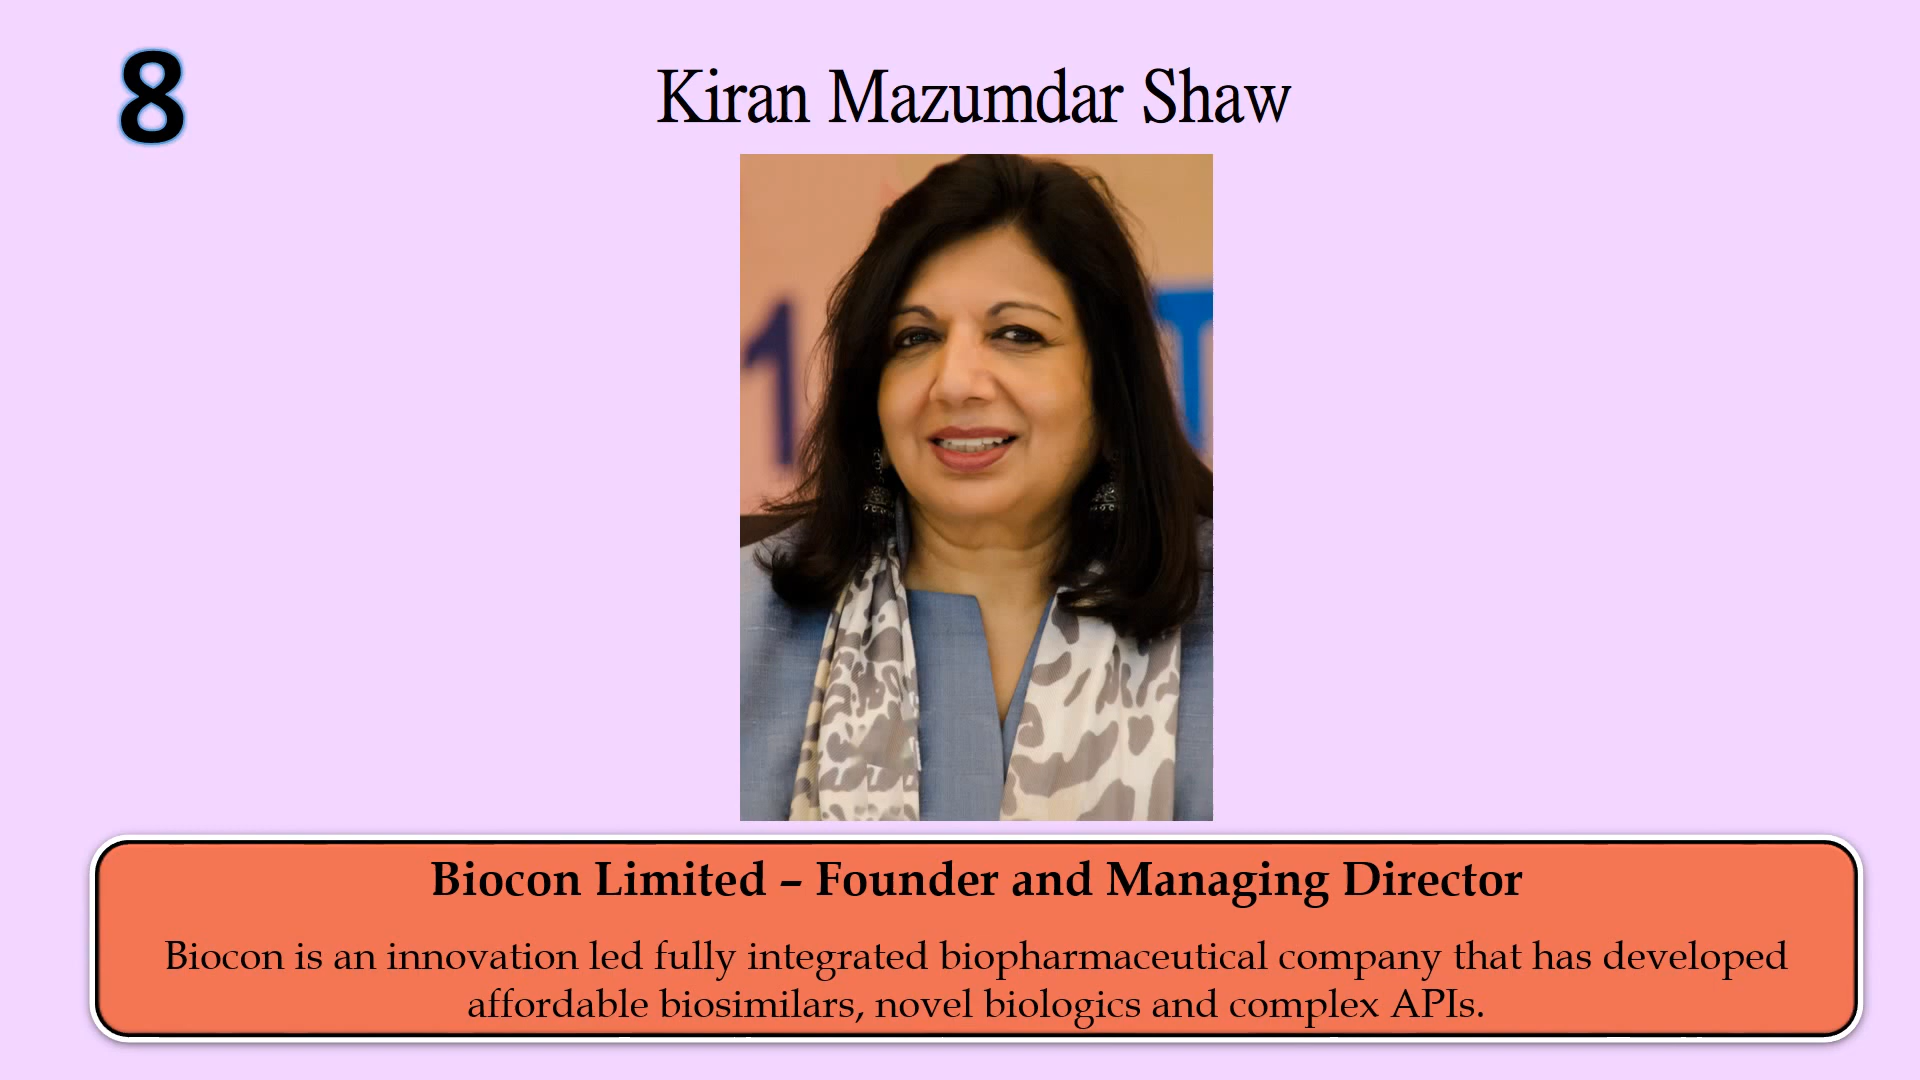 8
Kiran Mazumdar Shaw
1
Biocon Limited – Founder and Managing Director
Biocon is an innovation led fully integrated biopharmaceutical company that has developed
affordable biosimilars, novel biologics and complex APIs.